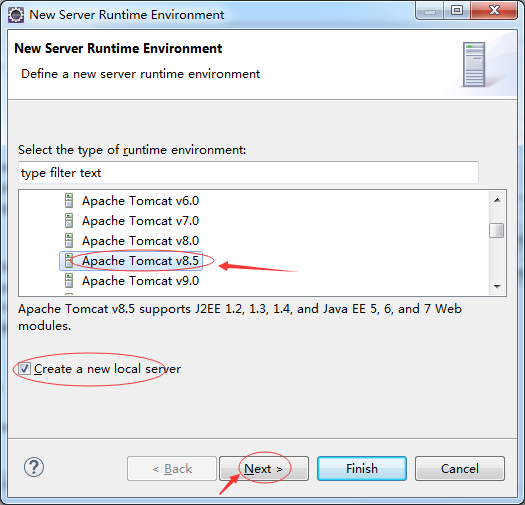 New Server Runtime Environment
New Server Runtime Environment
Define a new server runtime environment
Select the type of runtime environment:
type filter text
Apache Tomcat v6.0
Apache Tomcat v7.0
Apache Tomcat v8.0
Apache Tomcat v8.5
Apache Tomcat v9.0
Apache Tomcat v8.5 supports J2EE 1.2, 1.3, 1.4, and Java EE 5, 6, and 7 Web
modules.
Create a new local server
? < Back Next > Finish Cancel